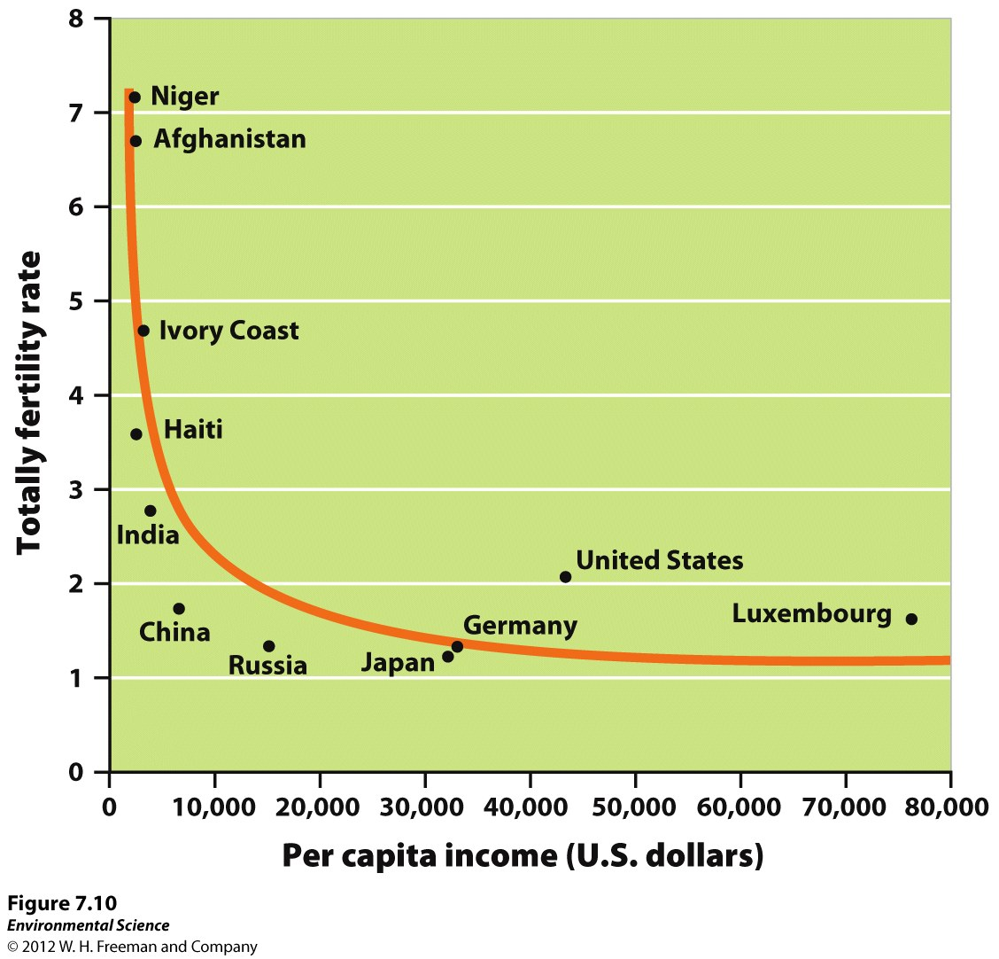 8
7
6
5
4
3
2
1
0
Totally fertility rate
Niger
Afghanistan
Ivory Coast
Haiti
India
United States
China
Luxembourg
Germany
Russia
Japan
0 10,000 20,000 30,000 40,000 50,000 60,000 70,000 80,000
Per capita income (U.S. dollars)
Figure 7.10
Environmental Science
© 2012 W. H. Freeman and Company